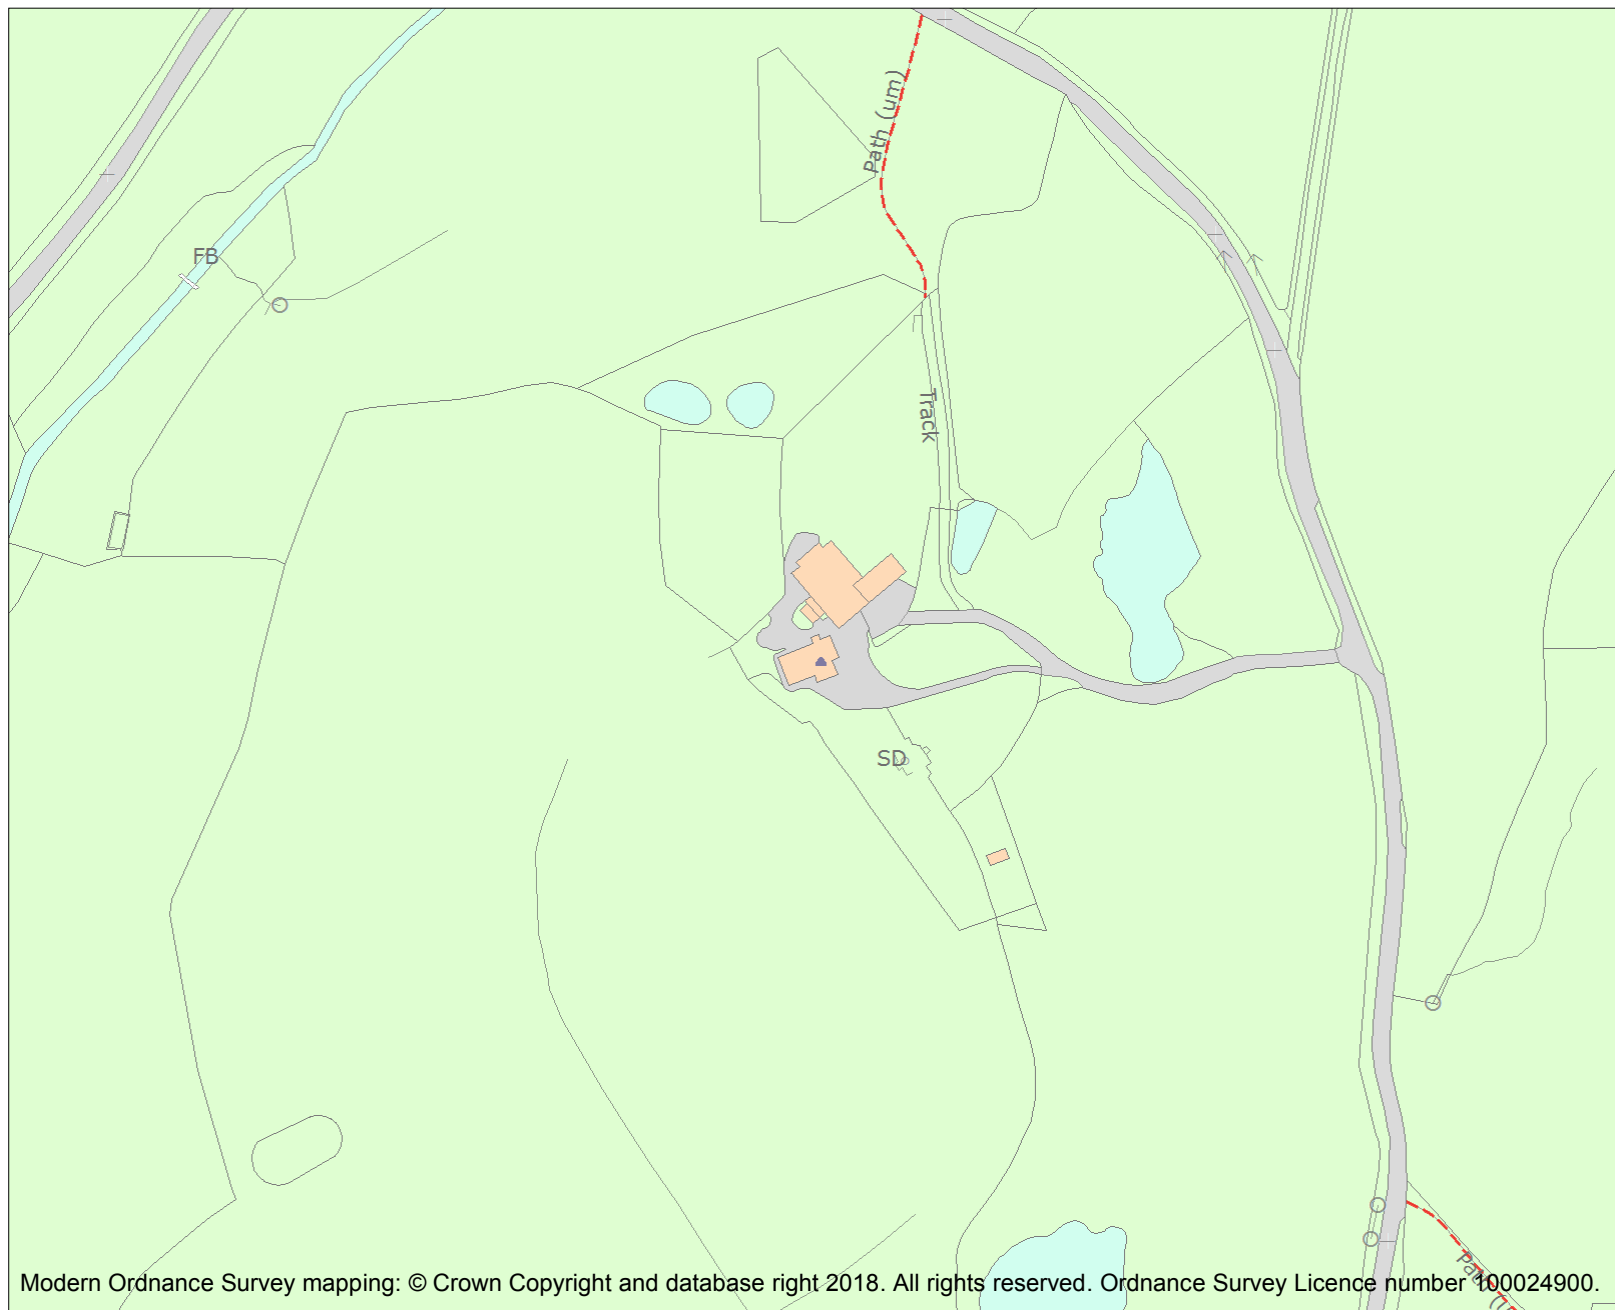 Path (um)
FB
Track
SD
Modern Ordnance Survey mapping: © Crown Copyright and database right 2018. All rights reserved. Ordnance Survey Licence number 100024900.
Path (u